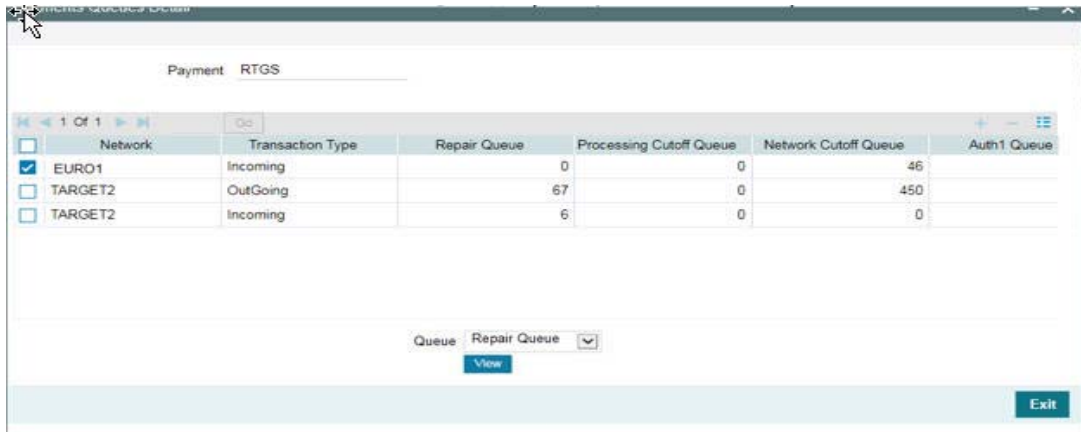 Queues Detail
Payment RTGS
1 Of 1 Go
Network Transaction Type Repair Queue Processing Cutoff Queue Network Cutoff Queue Auth1 Queue
EURO1 Incoming 0 0 46
TARGET2 OutGoing 67 0 450
TARGET2 Incoming 6 0 0
Queue Repair Queue
View
Exit